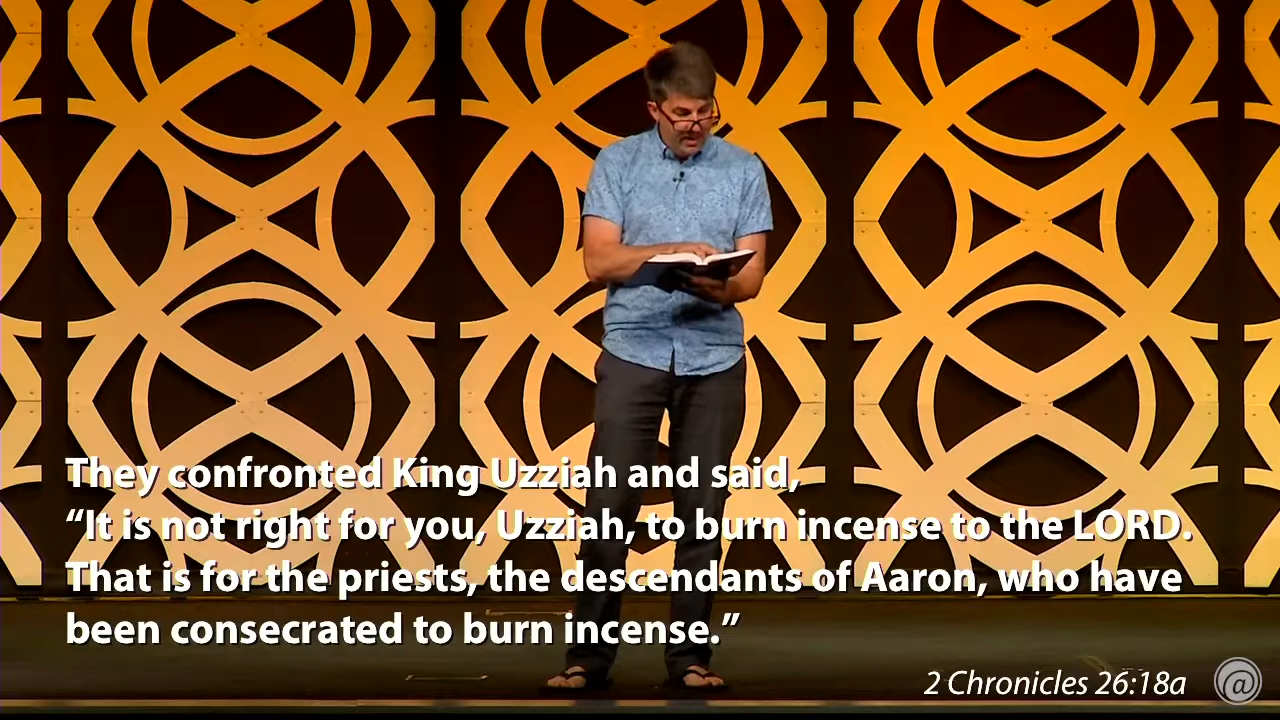 They confronted King Uzziah and said,
“It is not right for you, Uzziah, to burn incense to the LORD.
That is for the priests, the descendants of Aaron, who have
been consecrated to burn incense.”
2 Chronicles 26:18a
@